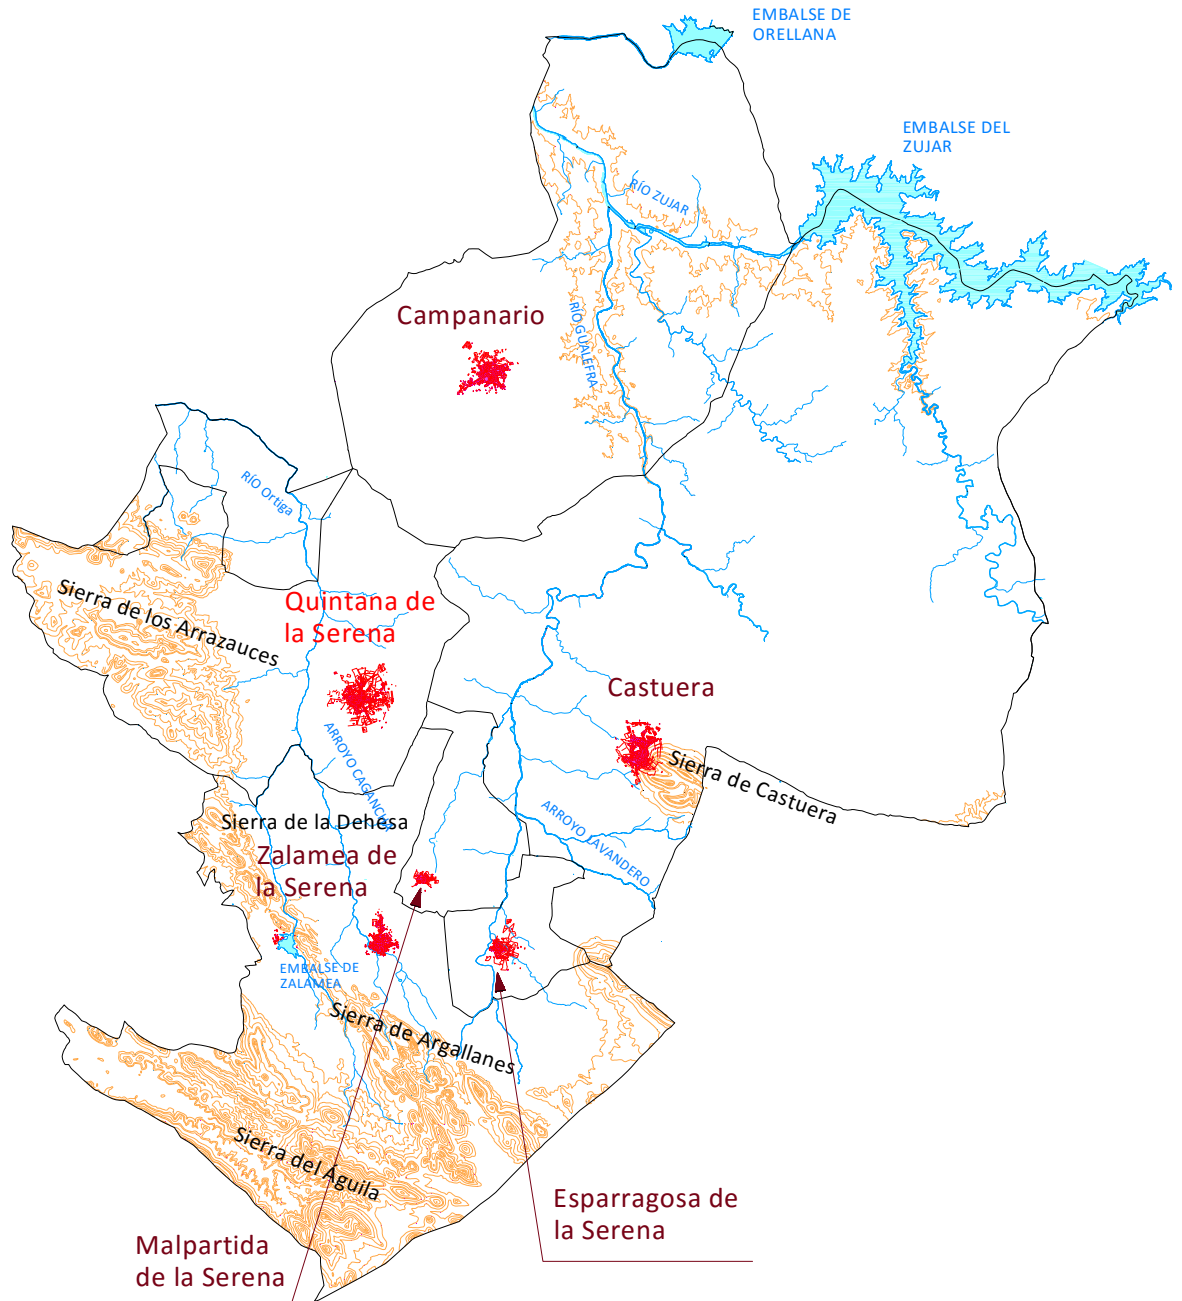 EMBALSE DE
ORELLANA
EMBALSE DEL
ZUJAR
RÍO ZUJAR
RÍO GUALEFRA
Campanario
RÍO Ortiga
Sierra de los Arrazauces
Quintana de
la Serena
Castuera
Sierra de Castuera
ARROYO CAGANCHA
Sierra de la Dehesa
ARROYO LAVANDERO
Zalamea de
la Serena
EMBALSE DE
ZALAMEA
Sierra de Argallanes
Sierra del Águila
Esparragosa de
la Serena
Malpartida
de la Serena